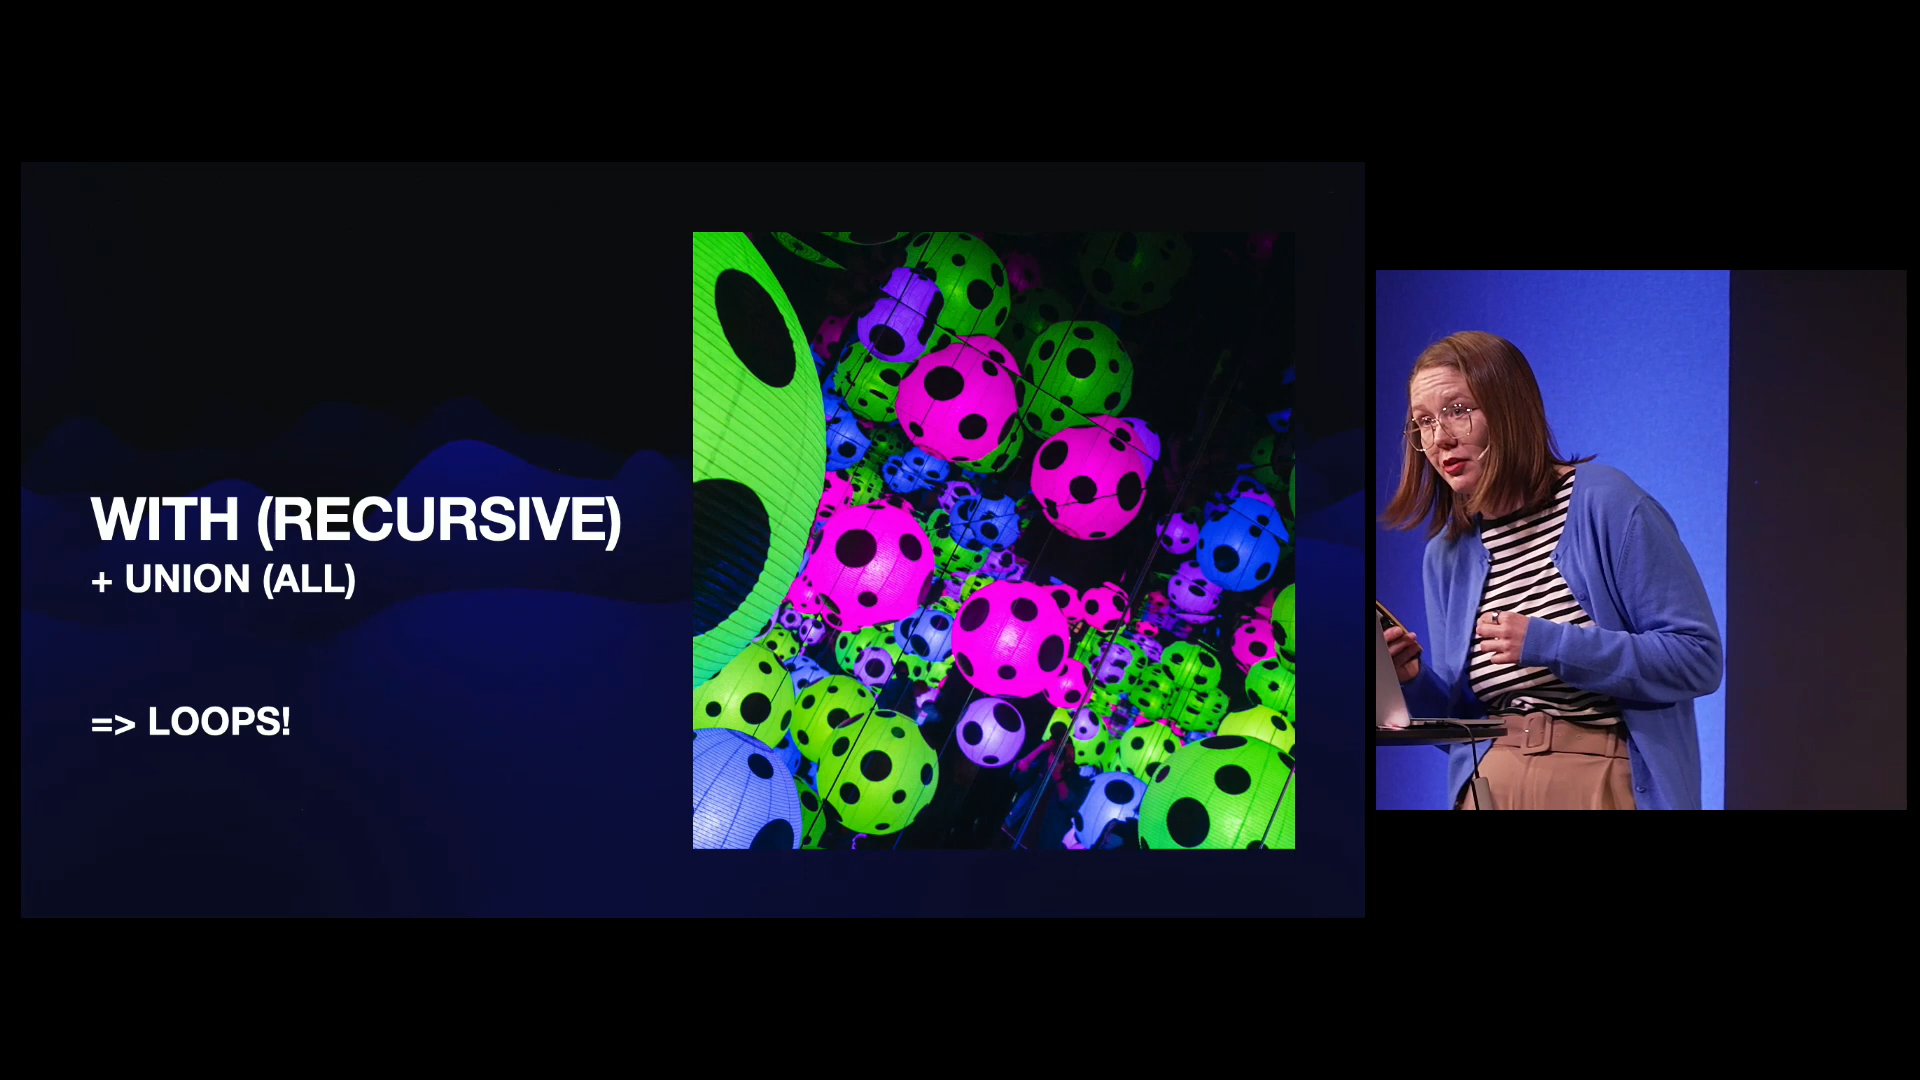 WITH (RECURSIVE)
+ UNION (ALL)
=> LOOPS!